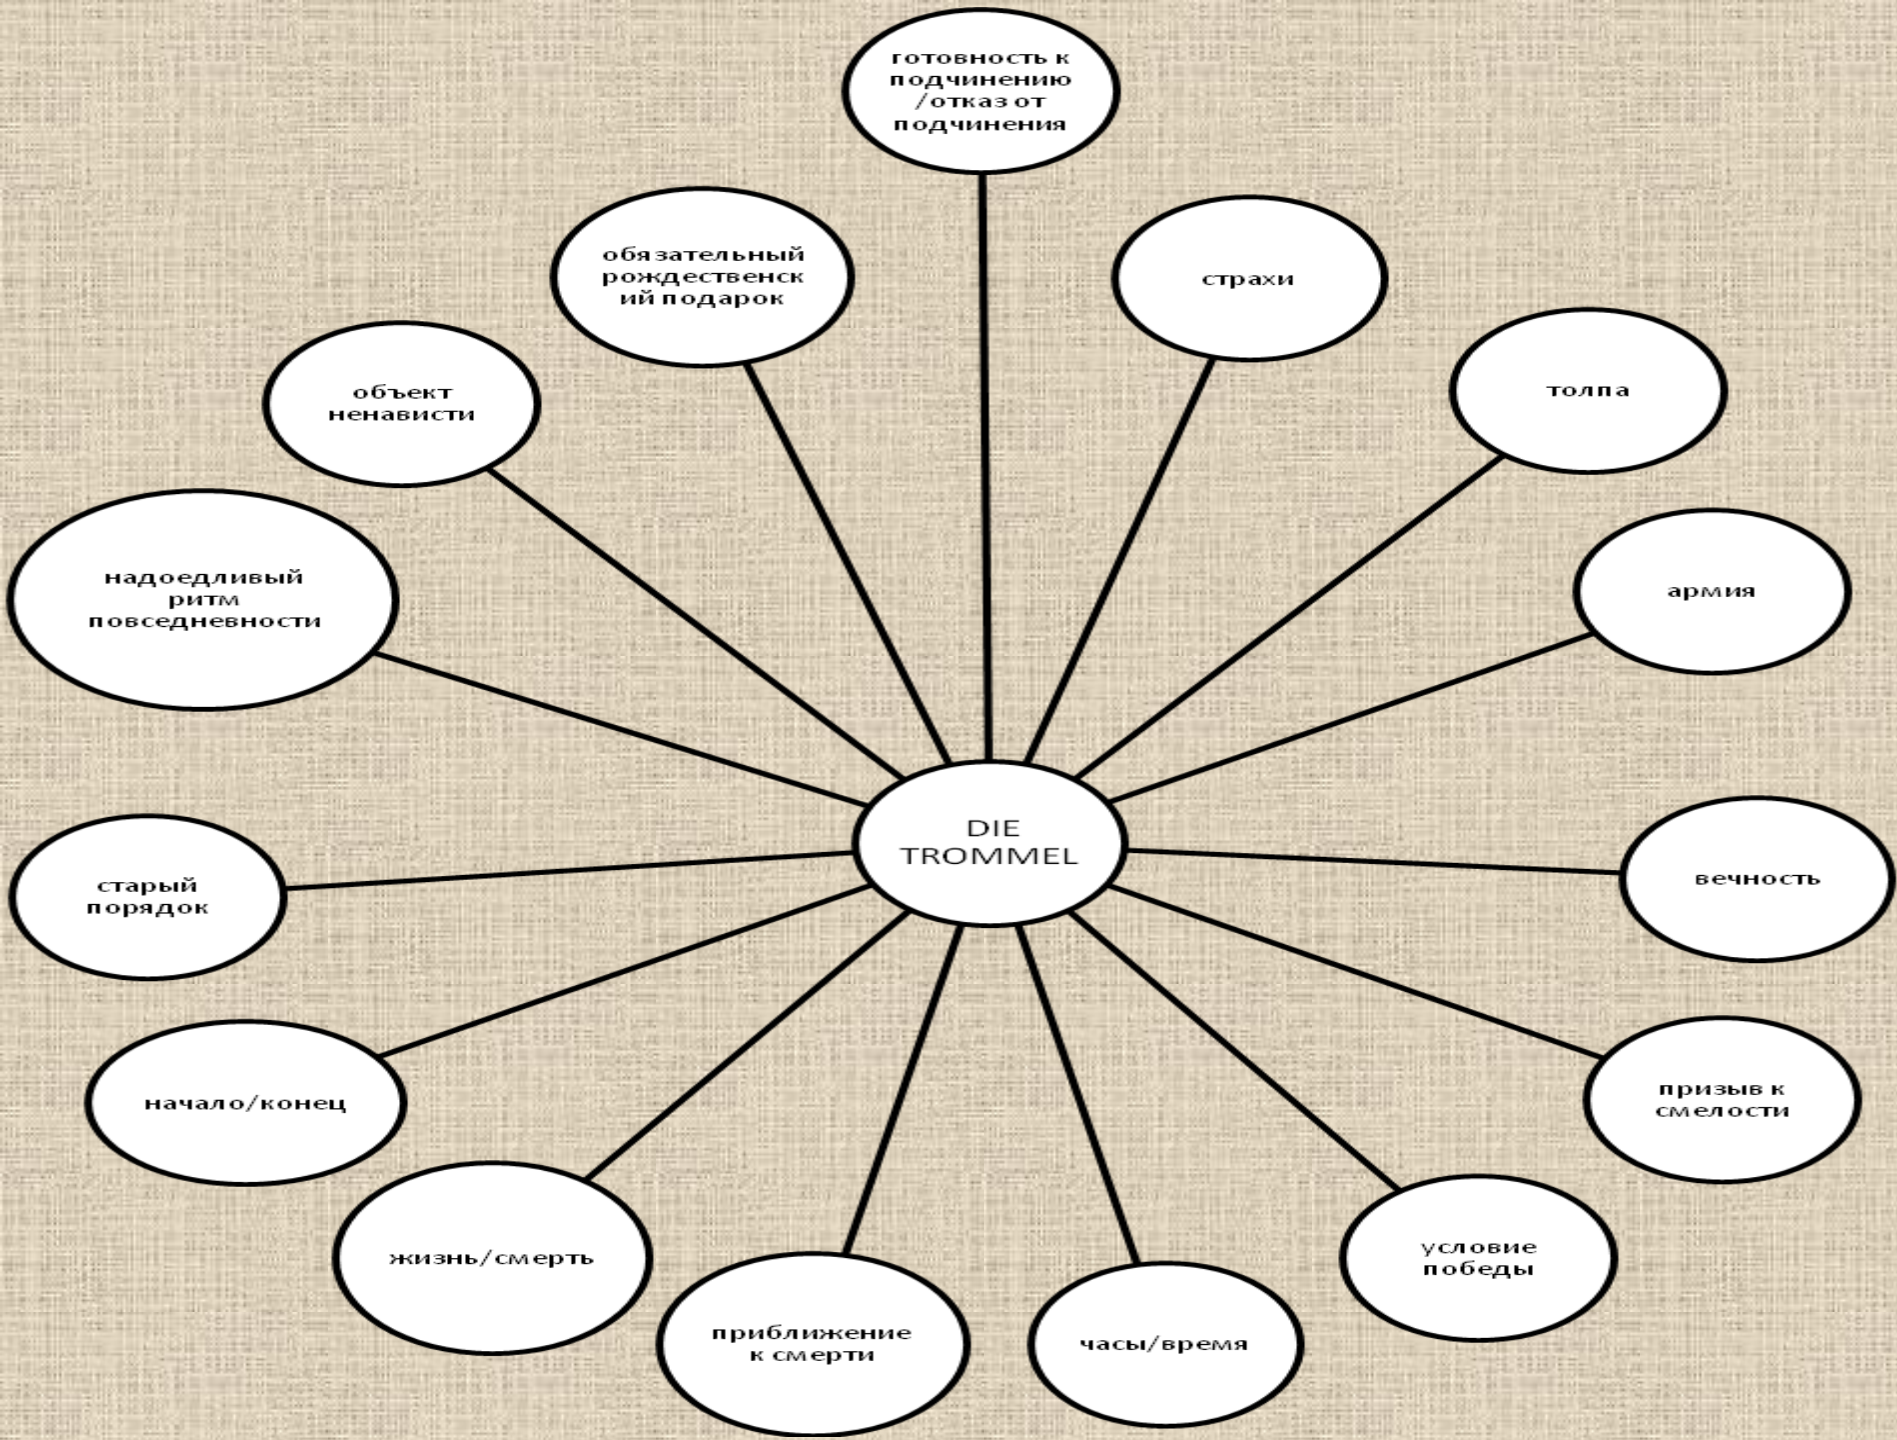 готовность к
подчинению
/отказ от
подчинения
обязательный
рождественск
ий подарок
страхи
объект
ненависти
толпа
надоедливый
ритм
повседневности
армия
DIE
TROMMEL
старый
порядок
вечность
начало/конец
призыв к
смелости
жизнь/смерть
условие
победы
приближение
к смерти
часы/время